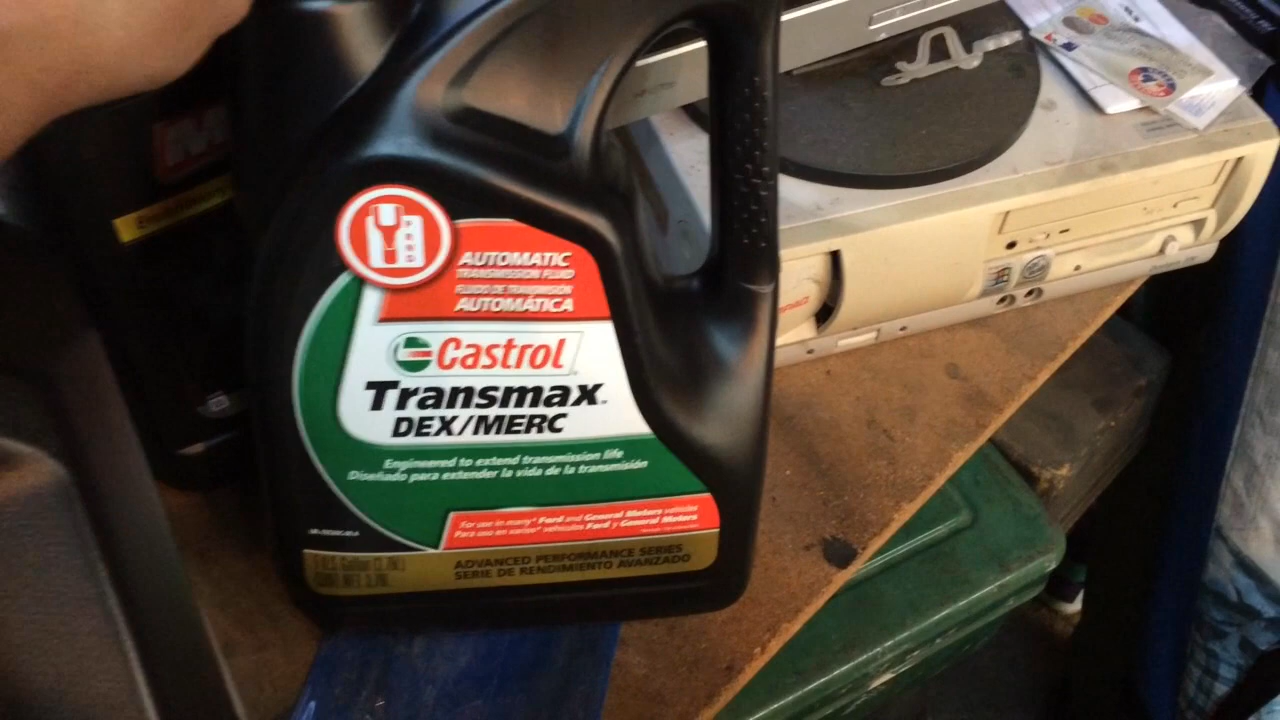 AUTOMATIC
TRANSMISSION FLUID
FLUIDO DE TRANSMISIÓN
AUTOMÁTICA
Castrol
Transmax
DEX/MERC
Engineered to extend transmission life
Diseñado para extender la vida de la transmisión
For use in many* Ford and General Motors vehicles
Para uso en varios* vehículos Ford y General Motors
1 U.S. Gallon
ADVANCED PERFORMANCE SERIES
SERIE DE RENDIMIENTO AVANZADO